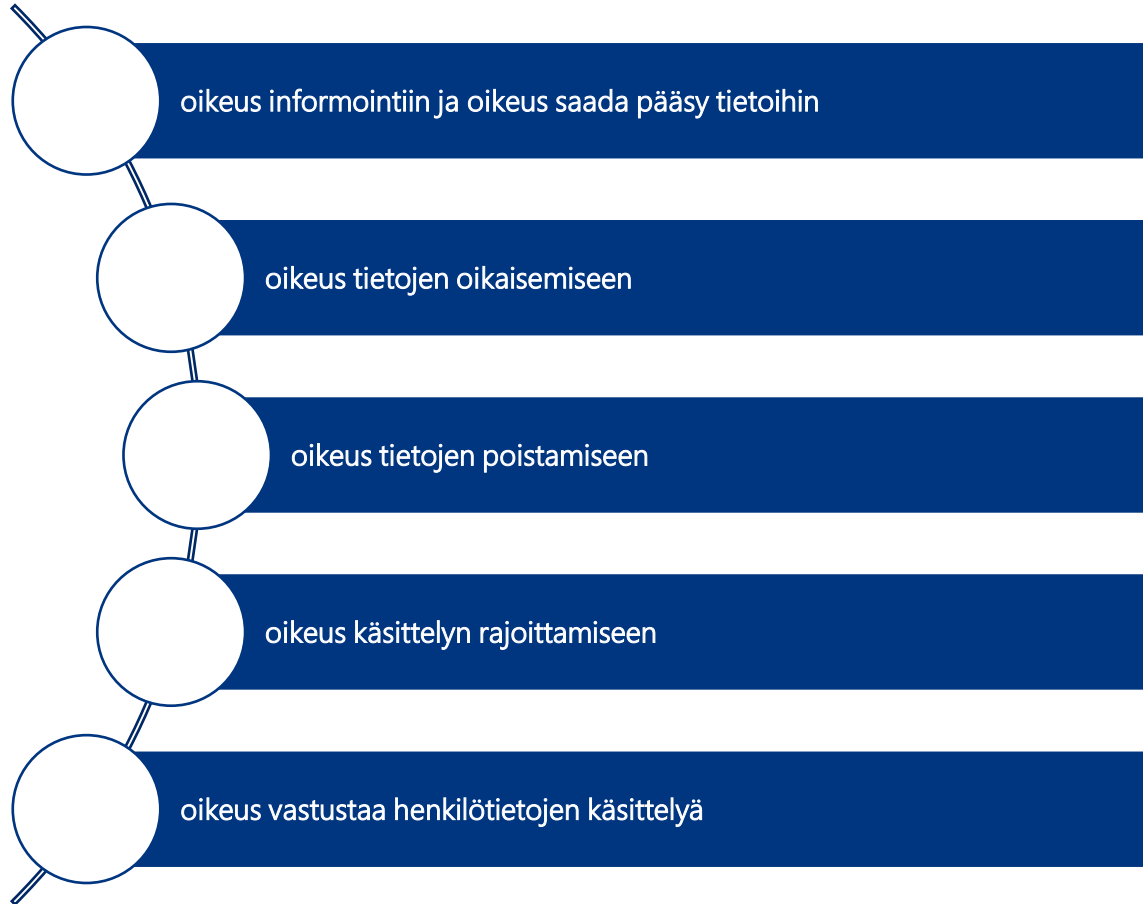 oikeus informointiin ja oikeus saada pääsy tietoihin
oikeus tietojen oikaisemiseen
oikeus tietojen poistamiseen
oikeus käsittelyn rajoittamiseen
oikeus vastustaa henkilötietojen käsittelyä